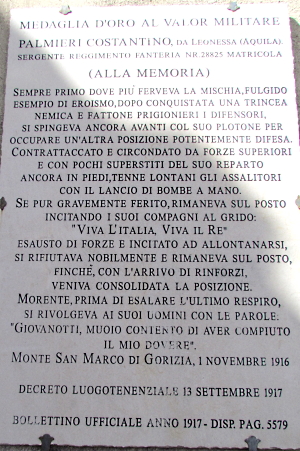 MEDAGLIA D'ORO AL VALOR MILITARE
PALMIERI COSTANTINO, DA LEONESSA (AQUILA).
SERGENTE REGGIMENTO FANTERIA NR.28825 MATRICOLA
(ALLA MEMORIA)
SEMPRE PRIMO DOVE PIU' FERVEVA LA MISCHIA, FULGIDO
ESEMPIO DI EROISMO, DOPO CONQUISTATA UNA TRINCEA
NEMICA E FATTONE PRIGIONIERI I DIFENSORI,
SI SPINGEVA ANCORA AVANTI COL SUO PLOTONE PER
OCCUPARE UN'ALTRA POSIZIONE POTENTEMENTE DIFESA.
CONTRATTACCATO E CIRCONDATO DA FORZE SUPERIORI
E CON POCHI SUPERSTITI DEL SUO REPARTO
ANCORA IN PIEDI, TENNE LONTANI GLI ASSALITORI
CON IL LANCIO DI BOMBE A MANO.
SE PUR GRAVEMENTE FERITO, RIMANEVA SUL POSTO
INCITANDO I SUOI COMPAGNI AL GRIDO:
"VIVA L'ITALIA, VIVA IL RE"
ESAUSTO DI FORZE E INCITATO AD ALLONTANARSI,
SI RIFIUTAVA NOBILMENTE E RIMANEVA SUL POSTO,
FINCHÉ, CON L'ARRIVO DI RINFORZI,
VENIVA CONSOLIDATA LA POSIZIONE.
MORENTE, PRIMA DI ESALARE L'ULTIMO RESPIRO,
SI RIVOLGEVA AI SUOI UOMINI CON LE PAROLE:
"GIOVANOTTI, MUOIO CONTENTO DI AVER COMPIUTO
IL MIO DOVERE".
MONTE SAN MARCO DI GORIZIA, 1 NOVEMBRE 1916
DECRETO LUOGOTENENZIALE 13 SETTEMBRE 1917
BOLLETTINO UFFICIALE ANNO 1917 - DISP. PAG. 5579